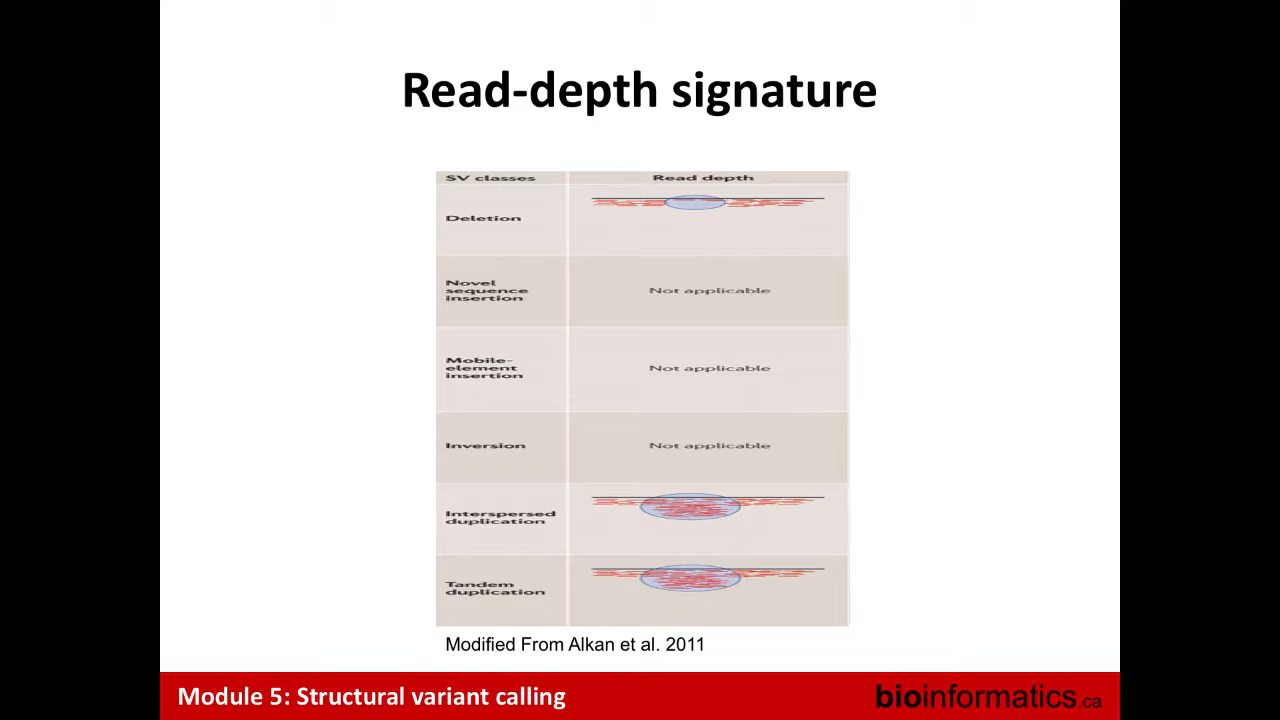 Read-depth signature
SV classes
Read depth
Deletion
Novel
sequence
insertion
Not applicable
Mobile-
element
insertion
Not applicable
Inversion
Not applicable
Interspersed
duplication
Tandem
duplication
Modified From Alkan et al. 2011
Module 5: Structural variant calling
bioinformatics.ca